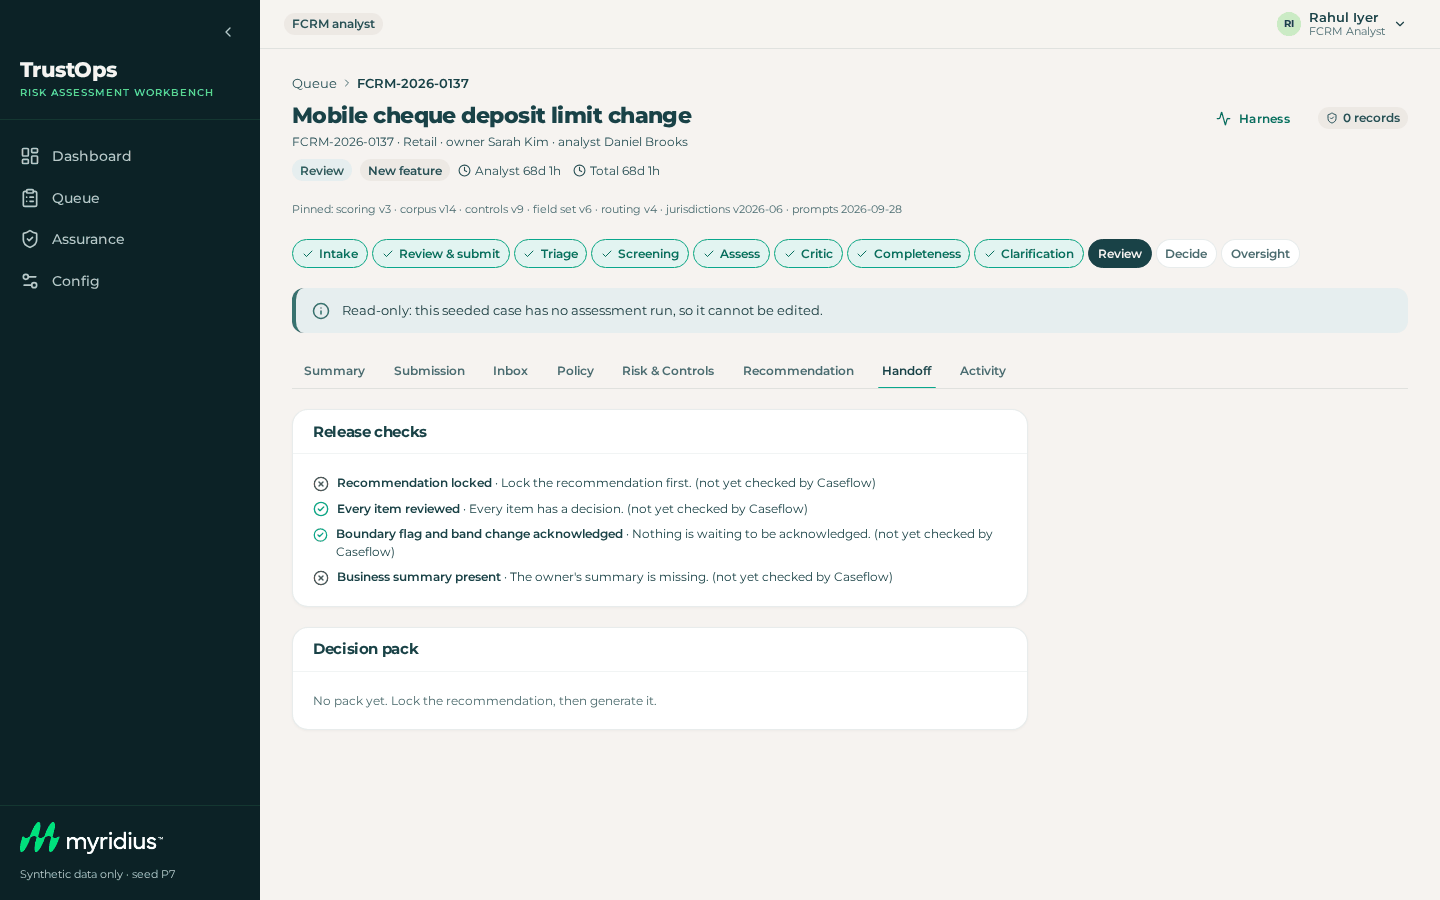 FCRM analyst
RI
Rahul Iyer
FCRM Analyst
TrustOps
RISK ASSESSMENT WORKBENCH
Dashboard
Queue
Assurance
Config
Queue
FCRM-2026-0137
Mobile cheque deposit limit change
Harness
0 records
FCRM-2026-0137 · Retail · owner Sarah Kim · analyst Daniel Brooks
Review
New feature
Analyst 68d 1h
Total 68d 1h
Pinned: scoring v3 · corpus v14 · controls v9 · field set v6 · routing v4 · jurisdictions v2026-06 · prompts 2026-09-28
Intake
Review & submit
Triage
Screening
Assess
Critic
Completeness
Clarification
Review
Decide
Oversight
Read-only: this seeded case has no assessment run, so it cannot be edited.
Summary
Submission
Inbox
Policy
Risk & Controls
Recommendation
Handoff
Activity
Release checks
Recommendation locked · Lock the recommendation first. (not yet checked by Caseflow)
Every item reviewed · Every item has a decision. (not yet checked by Caseflow)
Boundary flag and band change acknowledged · Nothing is waiting to be acknowledged. (not yet checked by
Caseflow)
Business summary present · The owner's summary is missing. (not yet checked by Caseflow)
Decision pack
No pack yet. Lock the recommendation, then generate it.
myridius™
Synthetic data only · seed P7